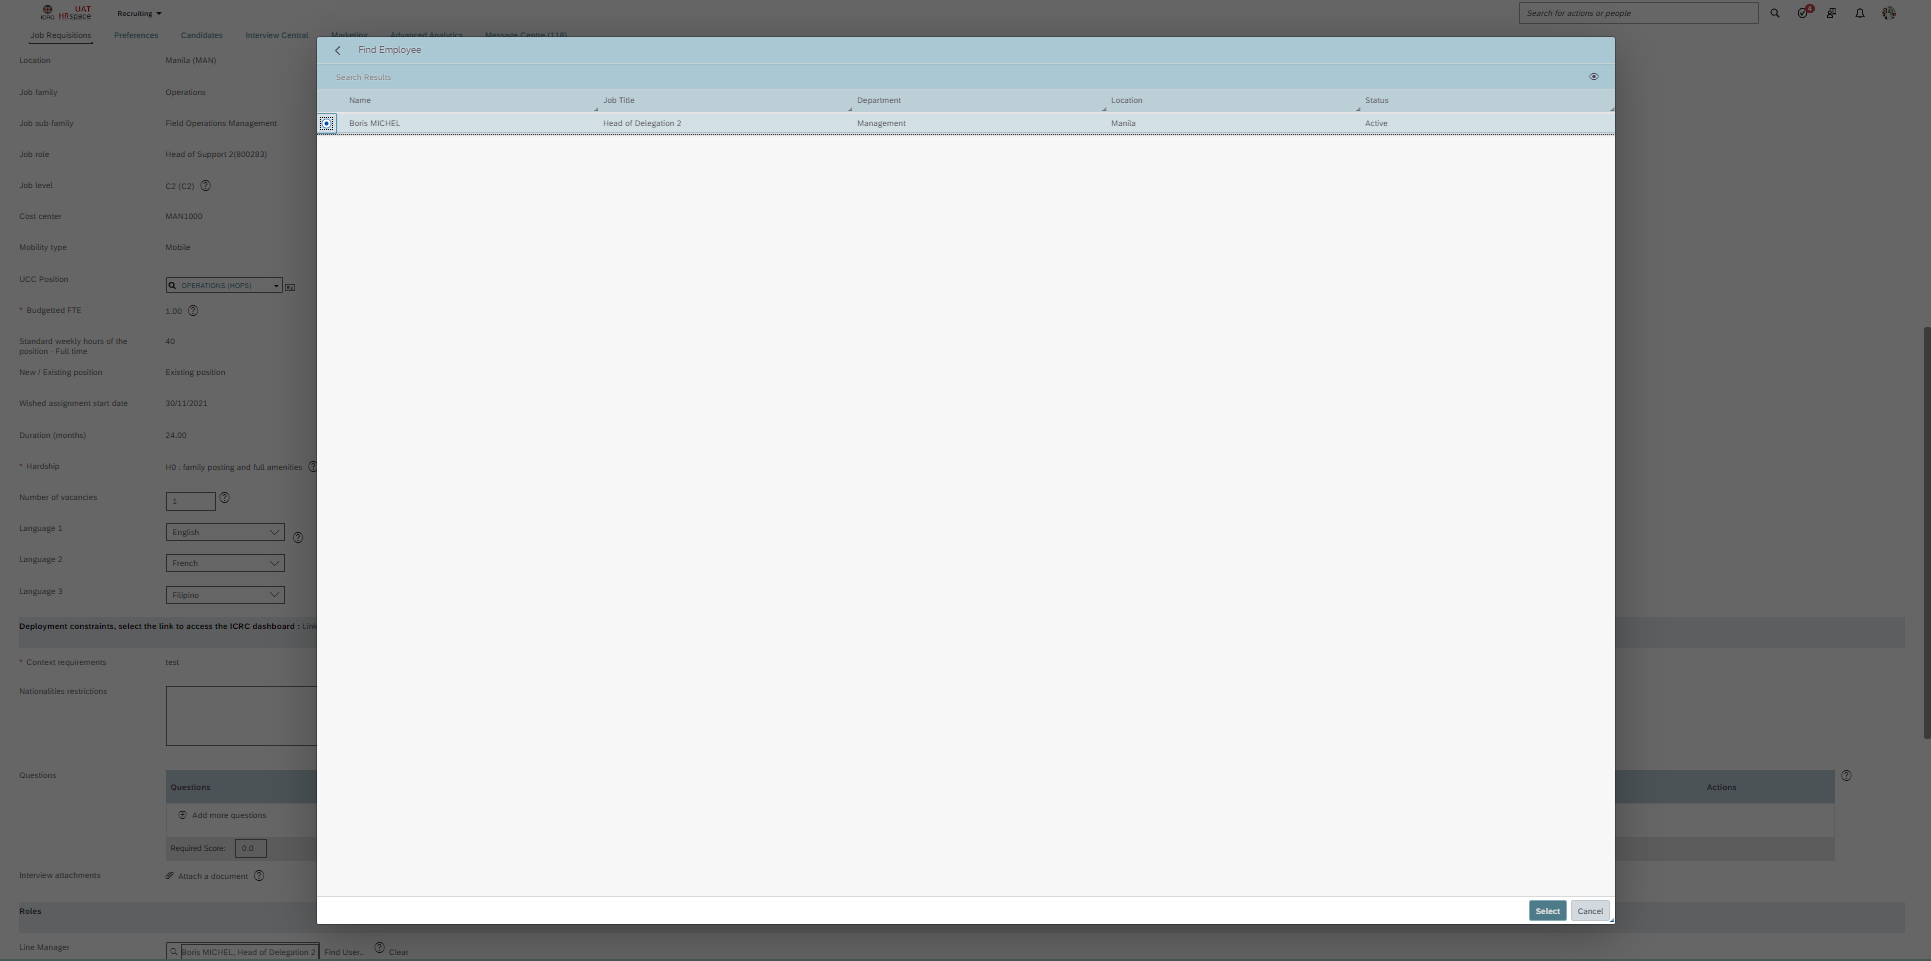 ICRC UAT HRspace
Recruiting
Search for actions or people
4
Job Requisitions Preferences Candidates Interview Central Marketing Advanced Analytics Message Centre (118)
Find Employee
Search Results
Name Job Title Department Location Status
Boris MICHEL Head of Delegation 2 Management Manila Active
Location Manila (MAN)
Job family Operations
Job sub-family Field Operations Management
Job role Head of Support 2(800283)
Job level C2 (C2)
Cost center MAN1000
Mobility type Mobile
UCC Position OPERATIONS (HOPS)
* Budgetted FTE 1.00
Standard weekly hours of the
position - Full time 40
New / Existing position Existing position
Wished assignment start date 30/11/2021
Duration (months) 24.00
* Hardship H0 : family posting and full amenities
Number of vacancies 1
Language 1 English
Language 2 French
Language 3 Filipino
Deployment constraints, select the link to access the ICRC dashboard : Link
* Context requirements test
Nationalities restrictions
Questions
Questions Actions
Add more questions
Required Score: 0.0
Interview attachments Attach a document
Roles
Select Cancel
Line Manager Boris MICHEL, Head of Delegation 2 Find User... Clear